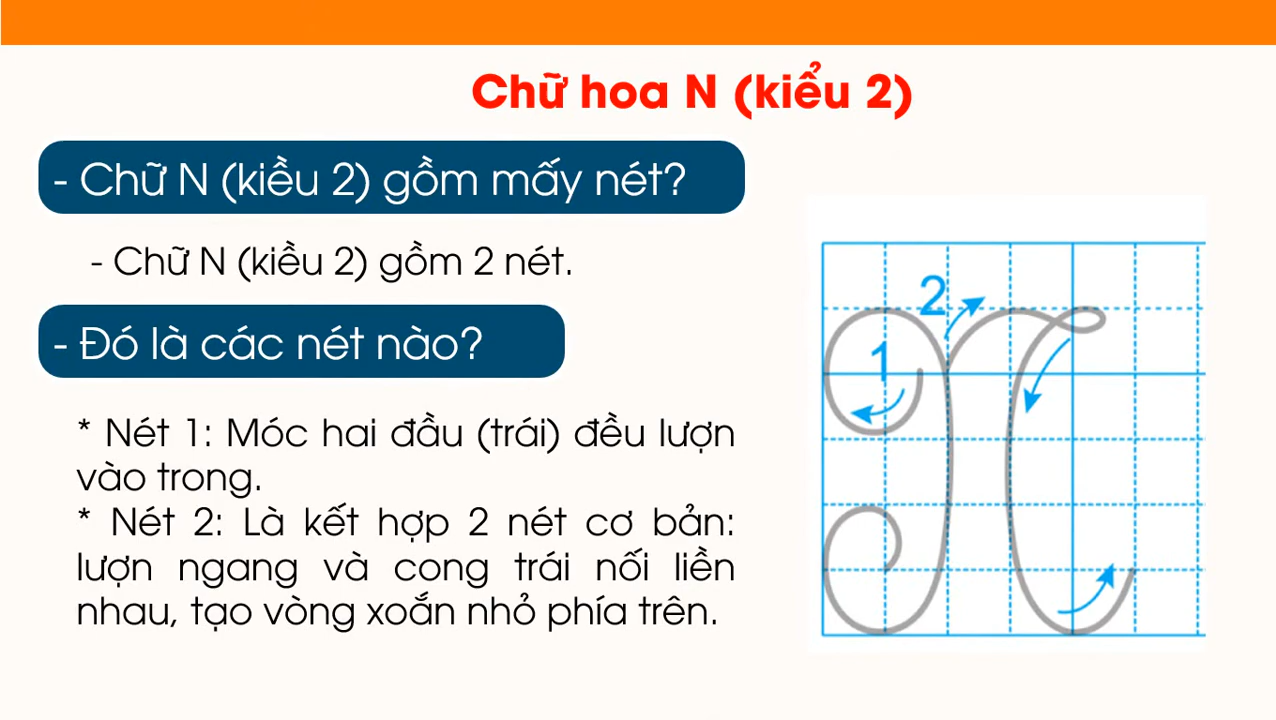 Chữ hoa N (kiểu 2)
- Chữ N (kiều 2) gồm mấy nét?
- Chữ N (kiều 2) gồm 2 nét.
- Đó là các nét nào?
* Nét 1: Móc hai đầu (trái) đều lượn
vào trong.
* Nét 2: Là kết hợp 2 nét cơ bản:
lượn ngang và cong trái nối liền
nhau, tạo vòng xoắn nhỏ phía trên.
2
1
N